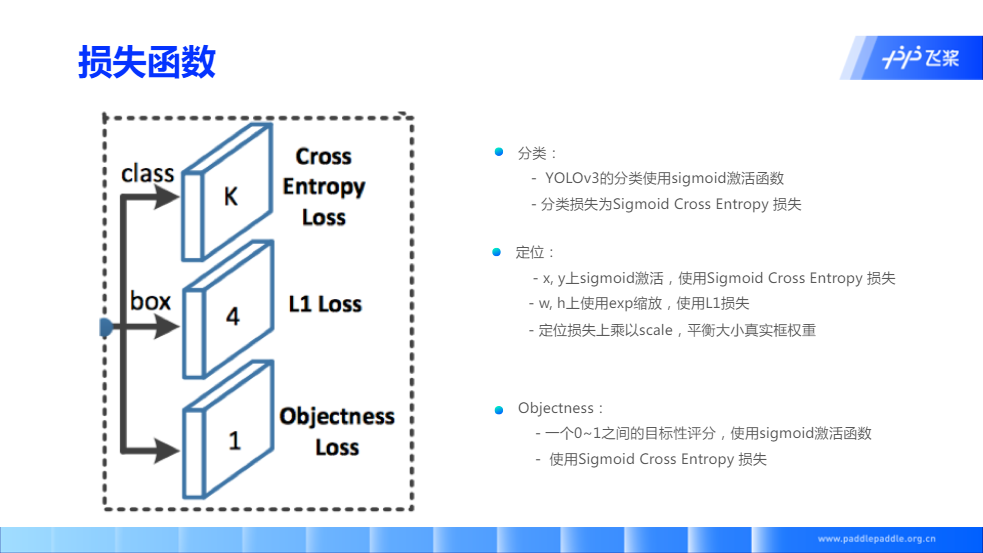 损失函数
飞桨
class
K
Cross
Entropy
Loss
box
4
L1 Loss
1
Objectness
Loss
分类：
- YOLOv3的分类使用sigmoid激活函数
- 分类损失为Sigmoid Cross Entropy 损失
定位：
- x, y上sigmoid激活，使用Sigmoid Cross Entropy 损失
- w, h上使用exp缩放，使用L1损失
- 定位损失上乘以scale，平衡大小真实框权重
Objectness：
- 一个0~1之间的目标性评分，使用sigmoid激活函数
- 使用Sigmoid Cross Entropy 损失
www.paddlepaddle.org.cn